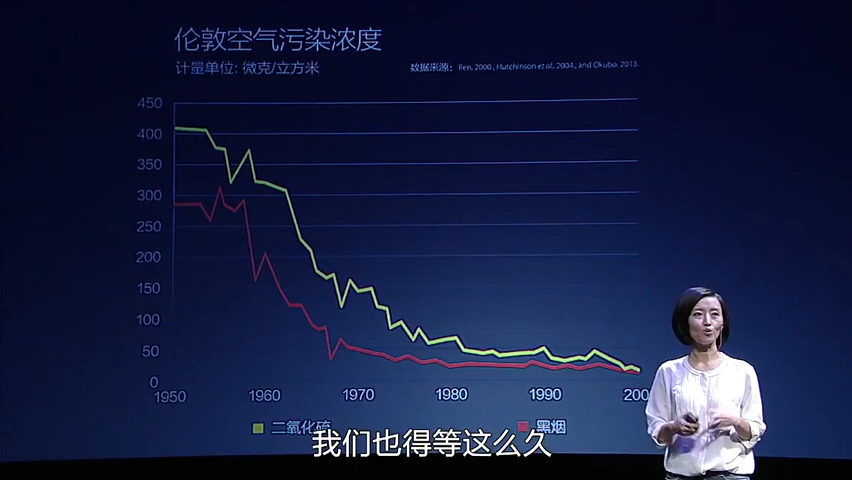 伦敦空气污染浓度
计量单位: 微克/立方米
数据来源: Ren, 2000, Hutchinson et al. 2004, and Okubo, 2013.
450
400
350
300
250
200
150
100
50
0
1950 1960 1970 1980 1990 200
二氧化硫 黑烟
我们也得等这么久